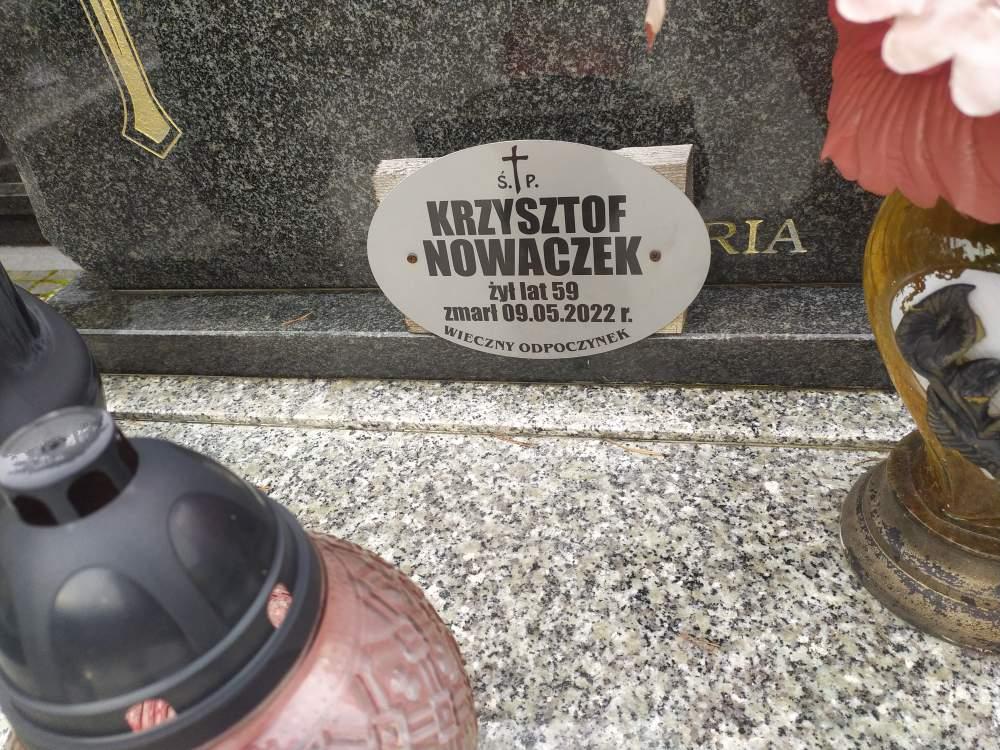 Ś. P.
KRZYSZTOF
NOWACZEK
żył lat 59
zmarł 09.05.2022 r.
WIECZNY ODPOCZYNEK
RIA